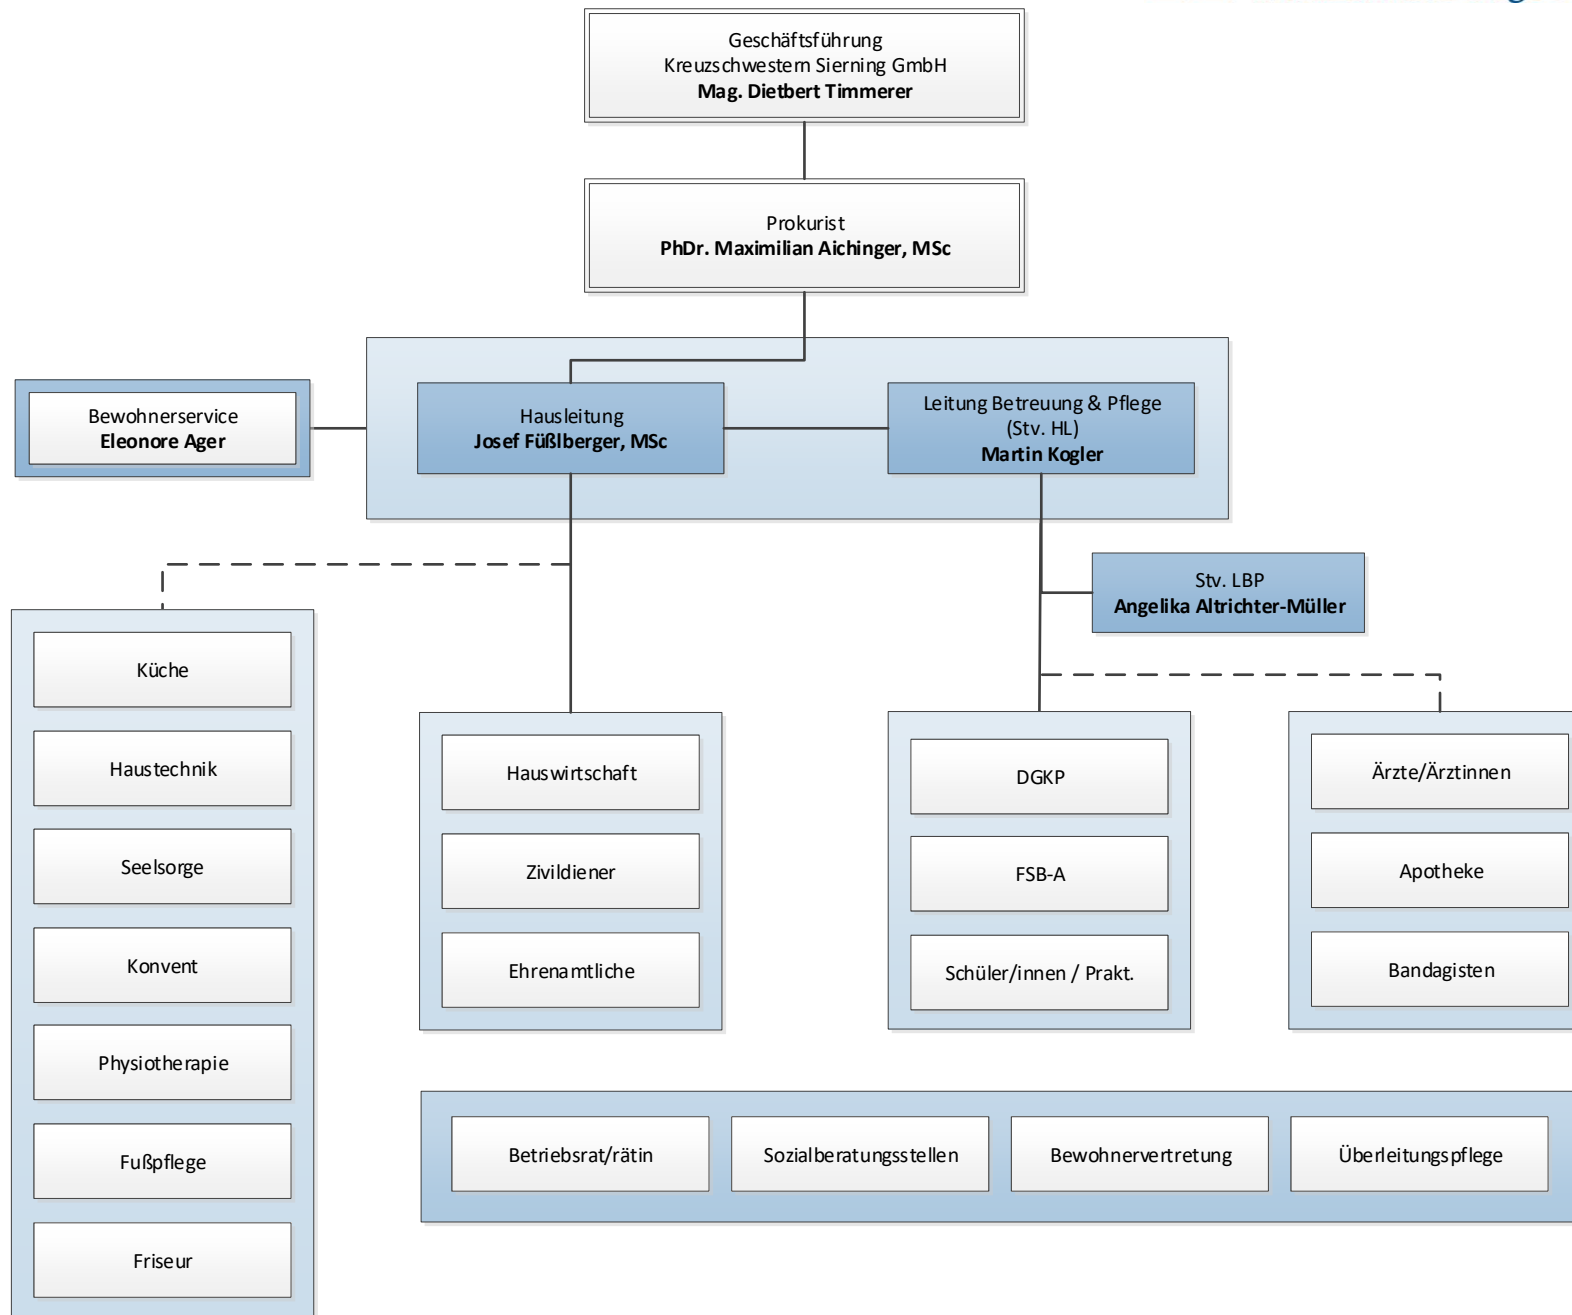 Geschäftsführung
Kreuzschwestern Sierning GmbH
Mag. Dietbert Timmerer
Prokurist
PhDr. Maximilian Aichinger, MSc
Bewohnerservice
Eleonore Ager
Hausleitung
Josef Füßlberger, MSc
Leitung Betreuung & Pflege
(Stv. HL)
Martin Kogler
Stv. LBP
Angelika Altrichter-Müller
Küche
Haustechnik
Seelsorge
Konvent
Physiotherapie
Fußpflege
Friseur
Hauswirtschaft
Zivildiener
Ehrenamtliche
DGKP
FSB-A
Schüler/innen / Prakt.
Ärzte/Ärztinnen
Apotheke
Bandagisten
Betriebsrat/rätin
Sozialberatungsstellen
Bewohnervertretung
Überleitungspflege